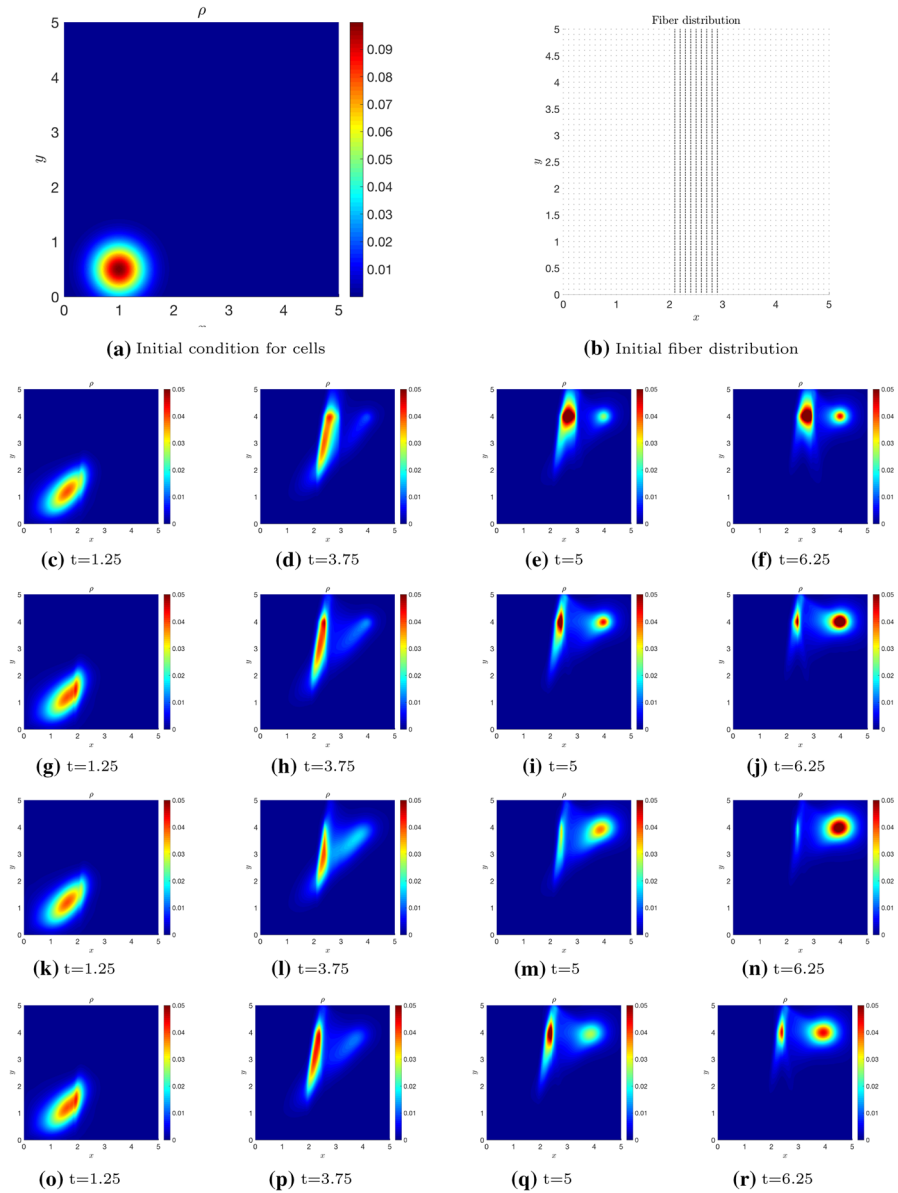 ρ
5
4
3
2
1
0
y
0 1 2 3 4 5
0.09
0.08
0.07
0.06
0.05
0.04
0.03
0.02
0.01
(a) Initial condition for cells
Fiber distribution
5
4.5
4
3.5
3
2.5
2
1.5
1
0.5
0
y
0 1 2 3 4 5
x
(b) Initial fiber distribution
ρ ρ ρ ρ
(c) t=1.25
(d) t=3.75
(e) t=5
(f) t=6.25
ρ ρ ρ ρ
(g) t=1.25
(h) t=3.75
(i) t=5
(j) t=6.25
ρ ρ ρ ρ
(k) t=1.25
(l) t=3.75
(m) t=5
(n) t=6.25
ρ ρ ρ ρ
(o) t=1.25
(p) t=3.75
(q) t=5
(r) t=6.25